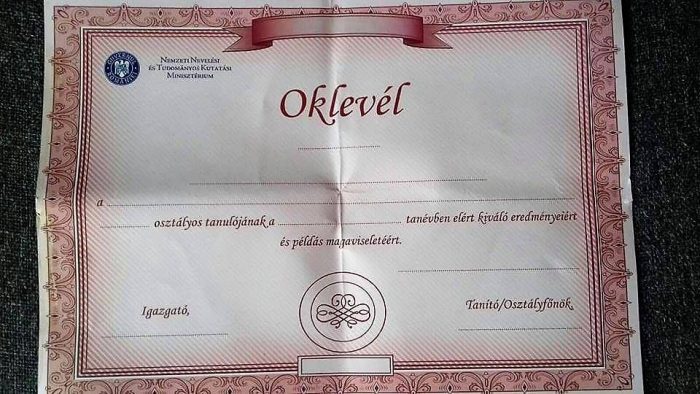 Nemzeti Nevelési
és Tudományos Kutatási
Minisztérium
Oklevél
a
osztályos tanulójának a tanévben elért kiváló eredményeiért
és példás magaviseletéért.
Igazgató,
Tanító/Osztályfőnök,